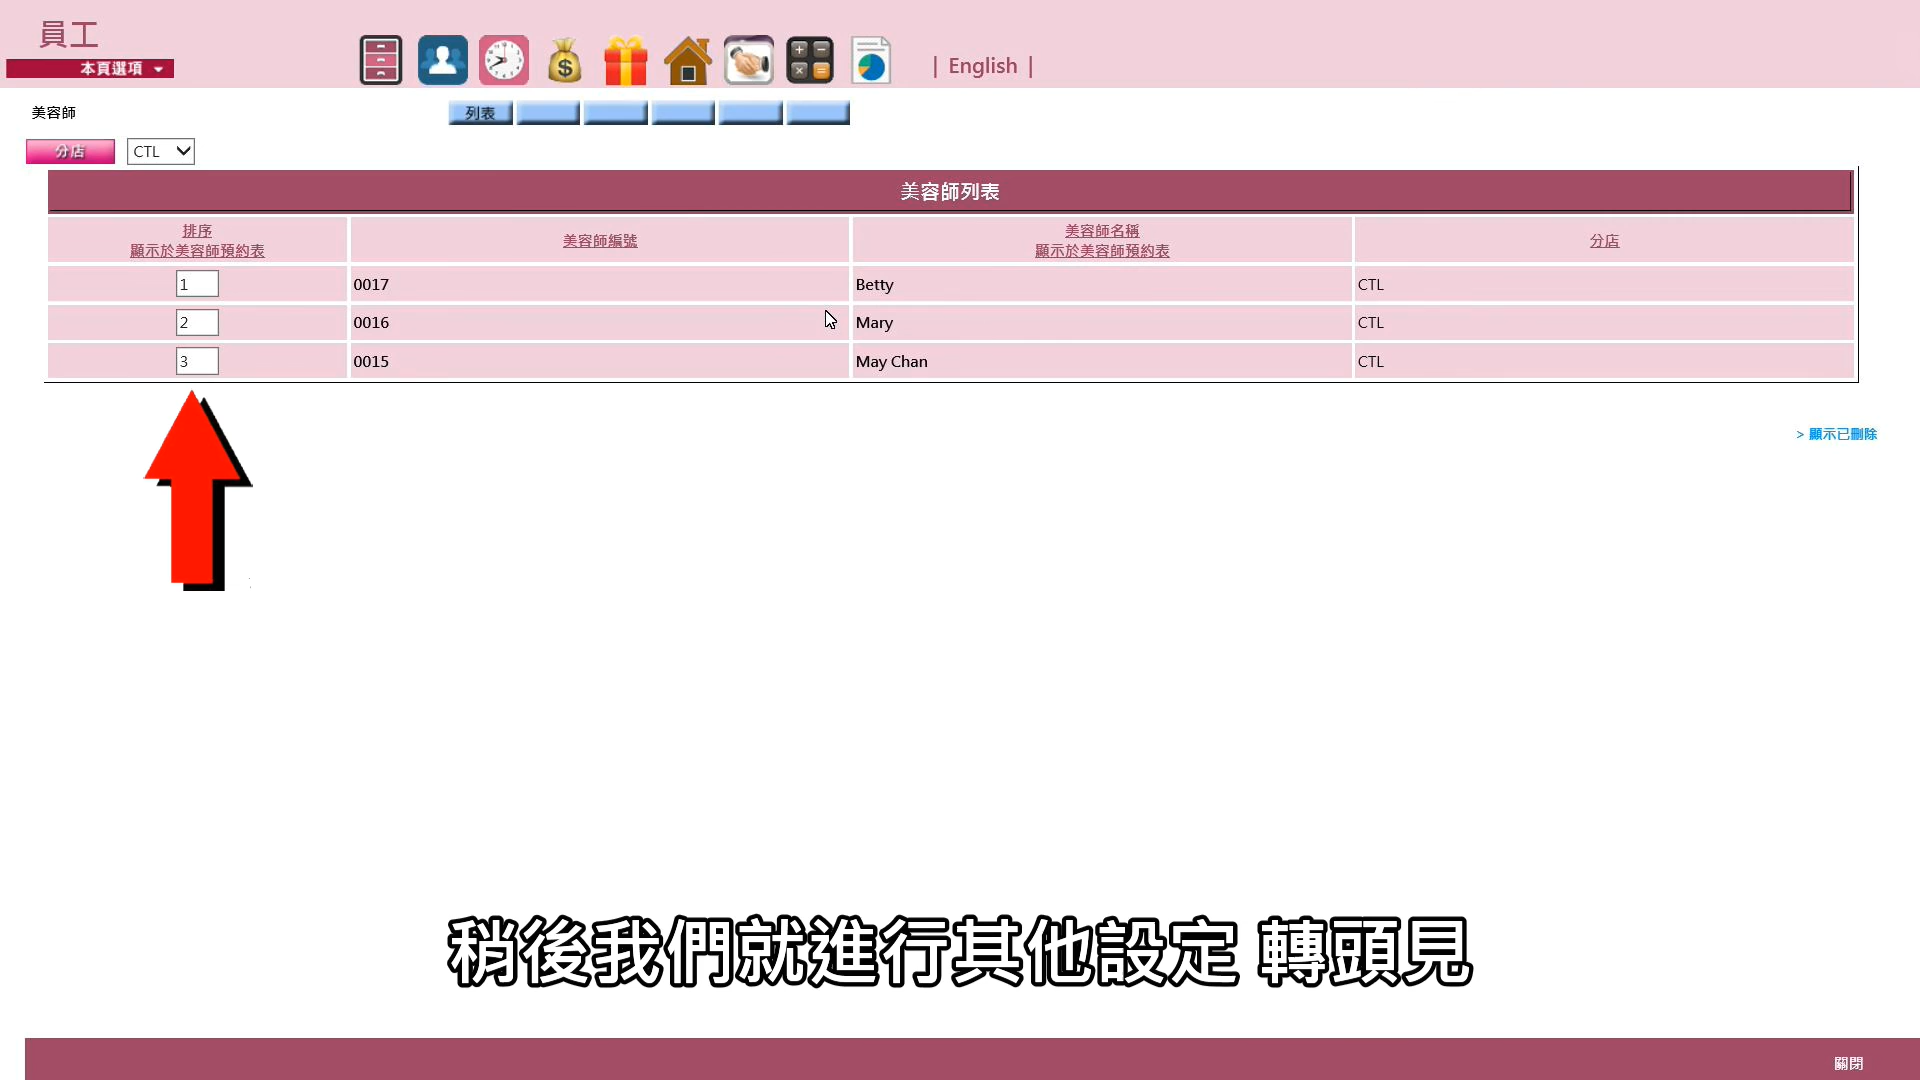 員工
本頁選項
| English |
美容師
列表
分店 CTL
美容師列表
排序
顯示於美容師預約表
美容師編號
美容師名稱
顯示於美容師預約表
分店
1 0017 Betty CTL
2 0016 Mary CTL
3 0015 May Chan CTL
> 顯示已刪除
稍後我們就進行其他設定 轉頭見
關閉